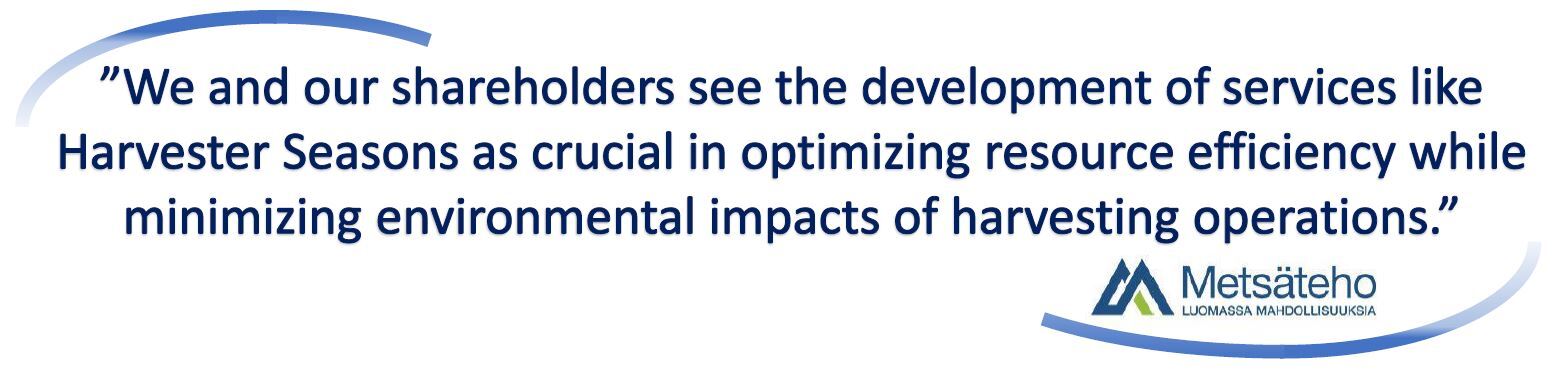 ”We and our shareholders see the development of services like
Harvester Seasons as crucial in optimizing resource efficiency while
minimizing environmental impacts of harvesting operations.”
Metsäteho
LUOMASSA MAHDOLLISUUKSIA